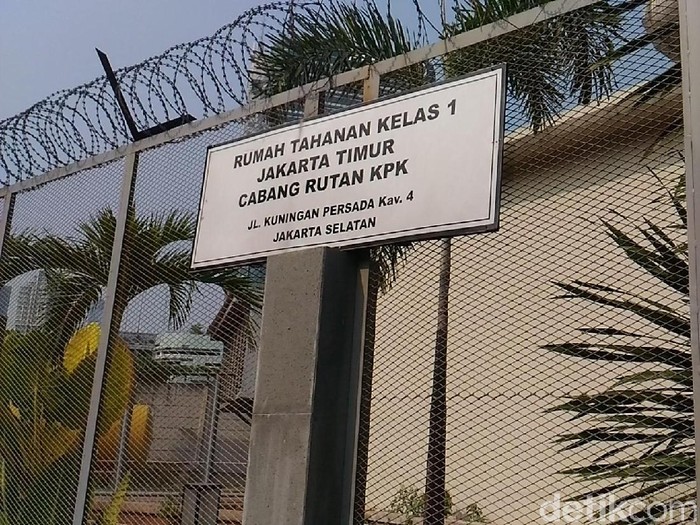 RUMAH TAHANAN KELAS 1
JAKARTA TIMUR
CABANG RUTAN KPK
JL. KUNINGAN PERSADA Kav. 4
JAKARTA SELATAN
detikcom